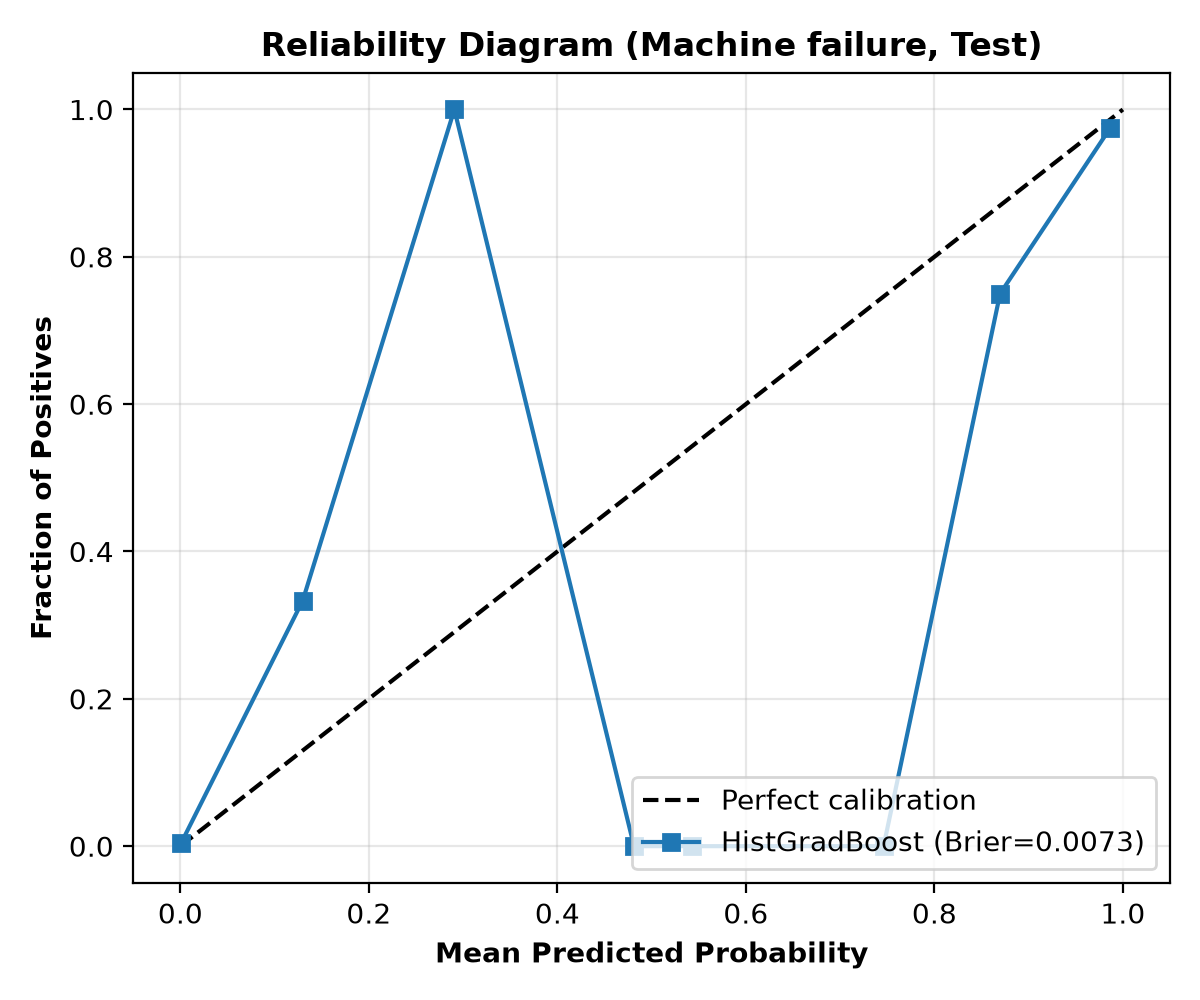 Reliability Diagram (Machine failure, Test)
Fraction of Positives
1.0
0.8
0.6
0.4
0.2
0.0
Perfect calibration
HistGradBoost (Brier=0.0073)
0.0 0.2 0.4 0.6 0.8 1.0
Mean Predicted Probability